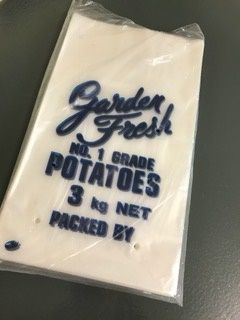 Garden
Fresh
NO. 1 GRADE
POTATOES
3 kg NET
PACKED BY